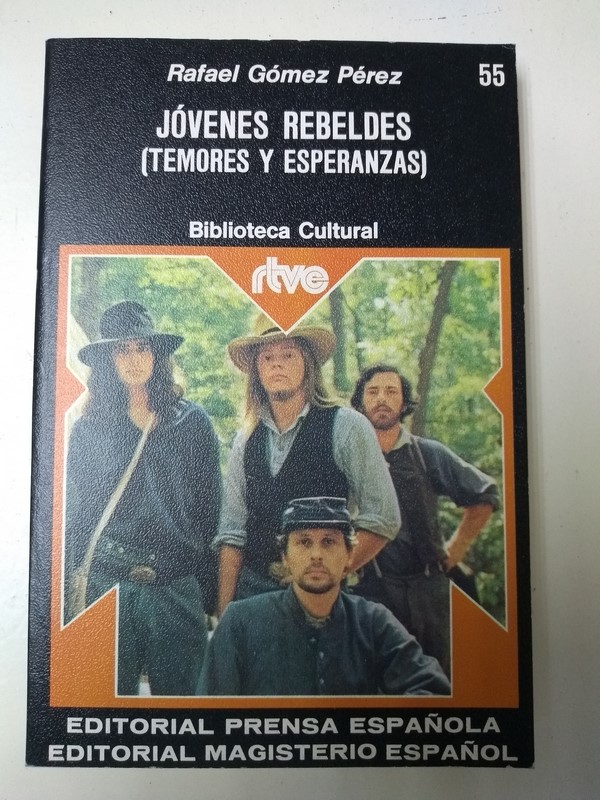 Rafael Gómez Pérez
55
JÓVENES REBELDES
(TEMORES Y ESPERANZAS)
Biblioteca Cultural
rtve
EDITORIAL PRENSA ESPAÑOLA
EDITORIAL MAGISTERIO ESPAÑOL